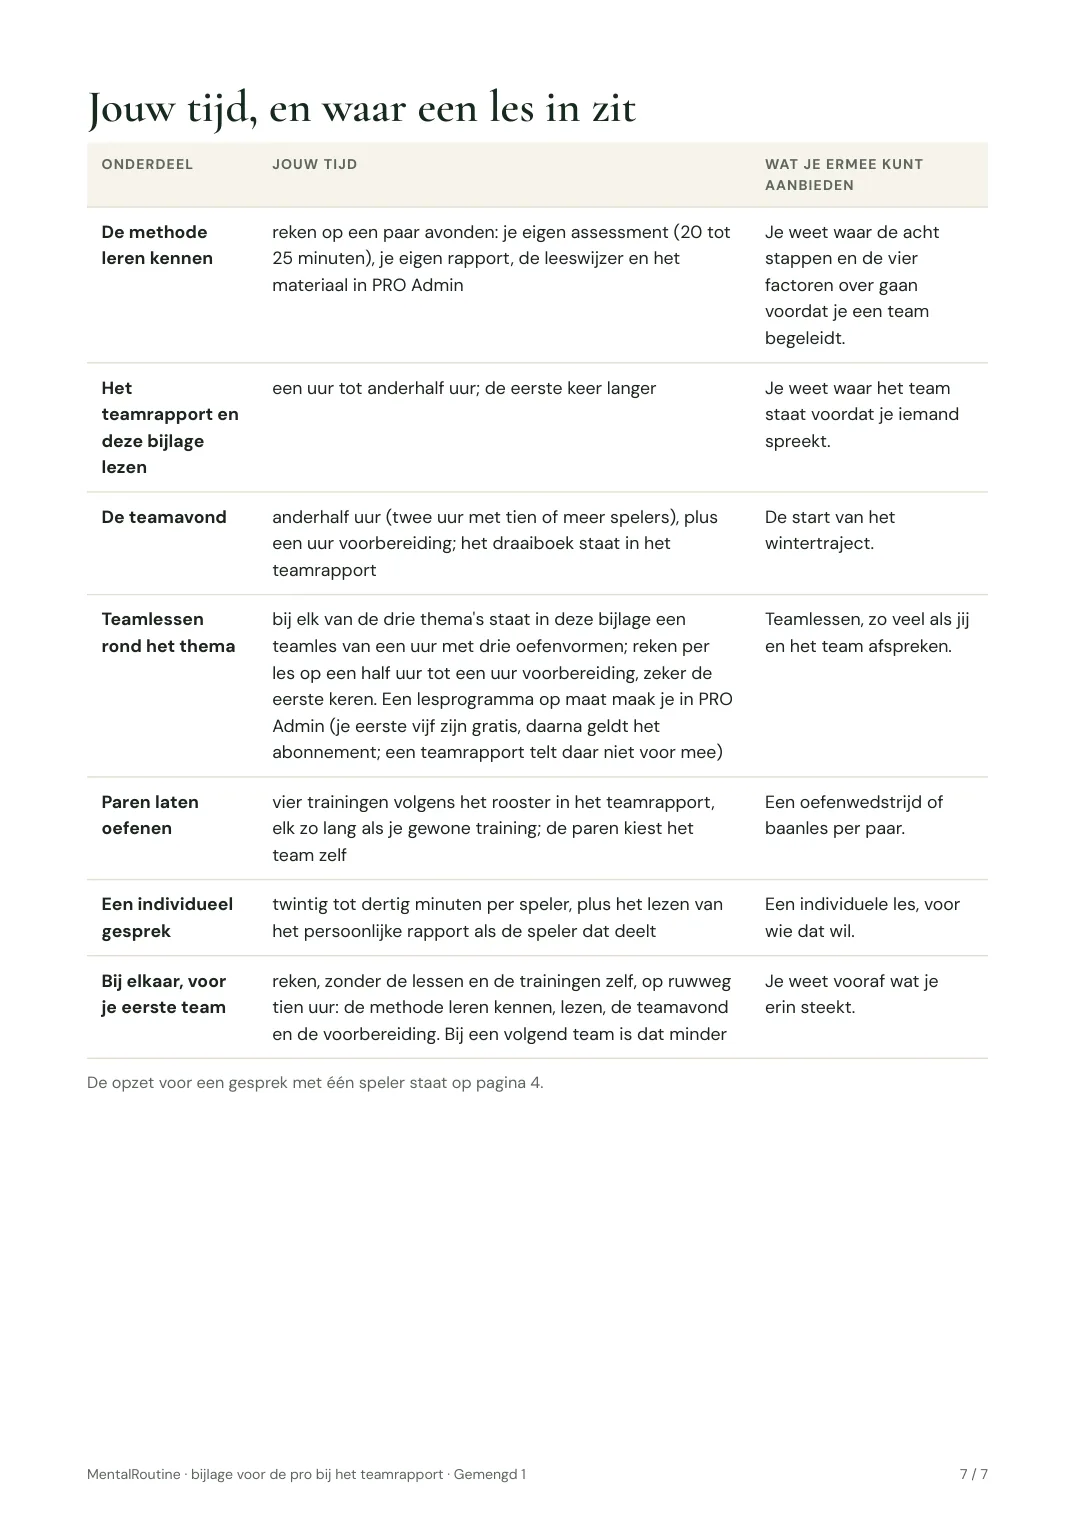 Jouw tijd, en waar een les in zit
ONDERDEEL
JOUW TIJD
WAT JE ERMEE KUNT
AANBIEDEN
De methode
leren kennen
reken op een paar avonden: je eigen assessment (20 tot
25 minuten), je eigen rapport, de leeswijzer en het
materiaal in PRO Admin
Je weet waar de acht
stappen en de vier
factoren over gaan
voordat je een team
begeleidt.
Het
teamrapport en
deze bijlage
lezen
een uur tot anderhalf uur; de eerste keer langer
Je weet waar het team
staat voordat je iemand
spreekt.
De teamavond
anderhalf uur (twee uur met tien of meer spelers), plus
een uur voorbereiding; het draaiboek staat in het
teamrapport
De start van het
wintertraject.
Teamlessen
rond het thema
bij elk van de drie thema's staat in deze bijlage een
teamles van een uur met drie oefenvormen; reken per
les op een half uur tot een uur voorbereiding, zeker de
eerste keren. Een lesprogramma op maat maak je in PRO
Admin (je eerste vijf zijn gratis, daarna geldt het
abonnement; een teamrapport telt daar niet voor mee)
Teamlessen, zo veel als jij
en het team afspreken.
Paren laten
oefenen
vier trainingen volgens het rooster in het teamrapport,
elk zo lang als je gewone training; de paren kiest het
team zelf
Een oefenwedstrijd of
baanles per paar.
Een individueel
gesprek
twintig tot dertig minuten per speler, plus het lezen van
het persoonlijke rapport als de speler dat deelt
Een individuele les, voor
wie dat wil.
Bij elkaar, voor
je eerste team
reken, zonder de lessen en de trainingen zelf, op ruwweg
tien uur: de methode leren kennen, lezen, de teamavond
en de voorbereiding. Bij een volgend team is dat minder
Je weet vooraf wat je
erin steekt.
De opzet voor een gesprek met één speler staat op pagina 4.
MentalRoutine · bijlage voor de pro bij het teamrapport · Gemengd 1
7 / 7